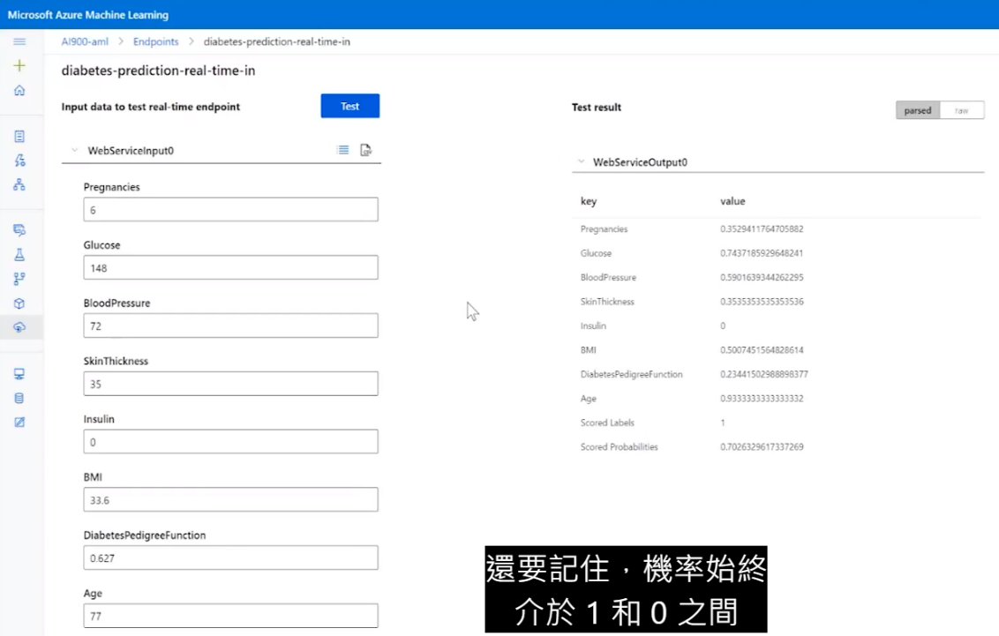 Microsoft Azure Machine Learning
AI900-aml > Endpoints > diabetes-prediction-real-time-in
diabetes-prediction-real-time-in
Input data to test real-time endpoint
Test
WebServiceInput0
Pregnancies
6
Glucose
148
BloodPressure
72
SkinThickness
35
Insulin
0
BMI
33.6
DiabetesPedigreeFunction
0.627
Age
77
Test result
parsed raw
WebServiceOutput0
key value
Pregnancies 0.3529411764705882
Glucose 0.7437185929648241
BloodPressure 0.5901639344262295
SkinThickness 0.3535353535353536
Insulin 0
BMI 0.5007451564828614
DiabetesPedigreeFunction 0.23441502988898377
Age 0.9333333333333332
Scored Labels 1
Scored Probabilities 0.7026329617337269
還要記住，機率始終
介於 1 和 0 之間